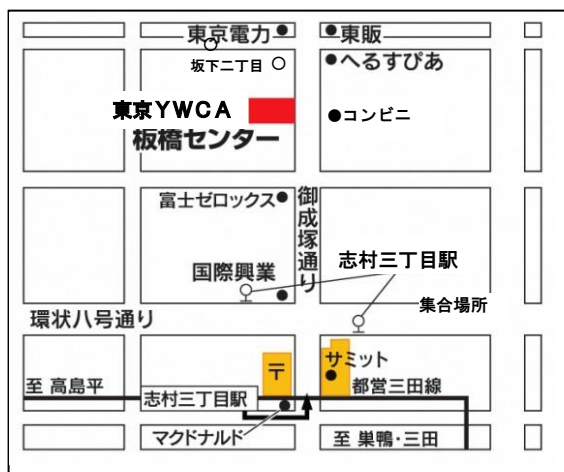 東京電力
東販
坂下二丁目
へるすぴあ
東京YWCA
板橋センター
コンビニ
富士ゼロックス
御成塚通り
国際興業
志村三丁目駅
環状八号通り
集合場所
サミット
〒
至 高島平
都営三田線
志村三丁目駅
マクドナルド
至 巣鴨・三田